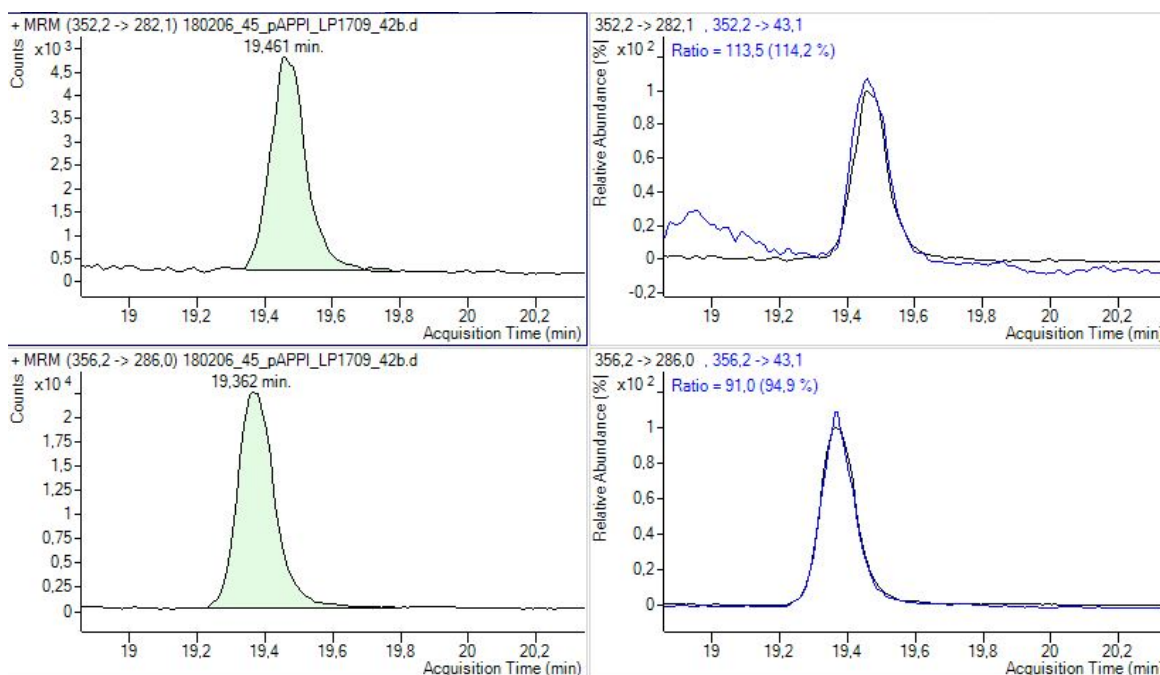 + MRM (352,2 -> 282,1) 180206_45_pAPPI_LP1709_42b.d
Counts
x10 3
19,461 min.
4,5
4
3,5
3
2,5
2
1,5
1
0,5
0
19 19,2 19,4 19,6 19,8 20 20,2
Acquisition Time (min)
352,2 -> 282,1 , 352,2 -> 43,1
Relative Abundance (%)
x10 2
Ratio = 113,5 (114,2 %)
1
0,8
0,6
0,4
0,2
0
-0,2
19 19,2 19,4 19,6 19,8 20 20,2
Acquisition Time (min)
+ MRM (356,2 -> 286,0) 180206_45_pAPPI_LP1709_42b.d
Counts
x10 4
19,362 min.
2
1,75
1,5
1,25
1
0,75
0,5
0,25
0
19 19,2 19,4 19,6 19,8 20 20,2
Acquisition Time (min)
356,2 -> 286,0 , 356,2 -> 43,1
Relative Abundance (%)
x10 2
Ratio = 91,0 (94,9 %)
1
0,8
0,6
0,4
0,2
0
19 19,2 19,4 19,6 19,8 20 20,2
Acquisition Time (min)